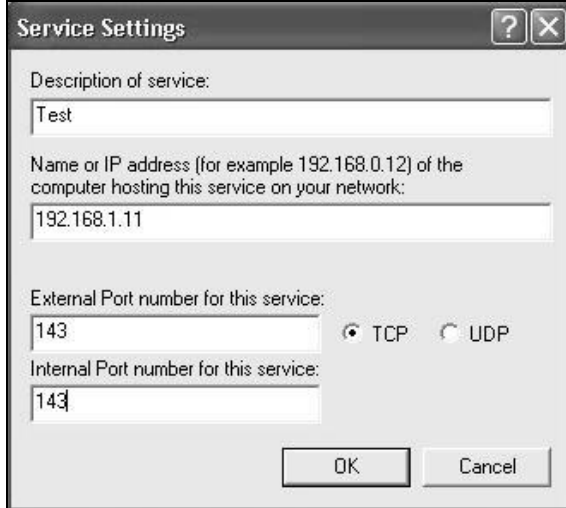 Service Settings
Description of service:
Test
Name or IP address (for example 192.168.0.12) of the
computer hosting this service on your network:
192.168.1.11
External Port number for this service:
143
TCP
UDP
Internal Port number for this service:
143
OK
Cancel